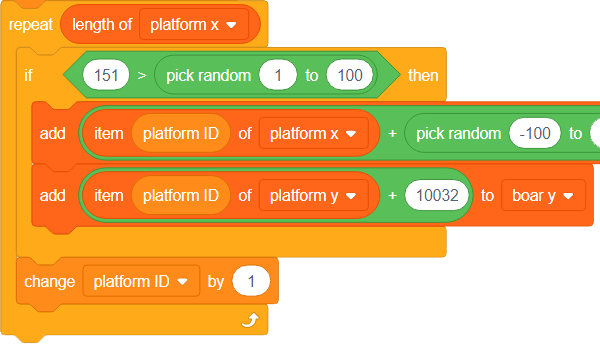 repeat length of platform x
if 151 > pick random 1 to 100 then
add item platform ID of platform x + pick random -100 to
add item platform ID of platform y + 10032 to boar y
change platform ID by 1